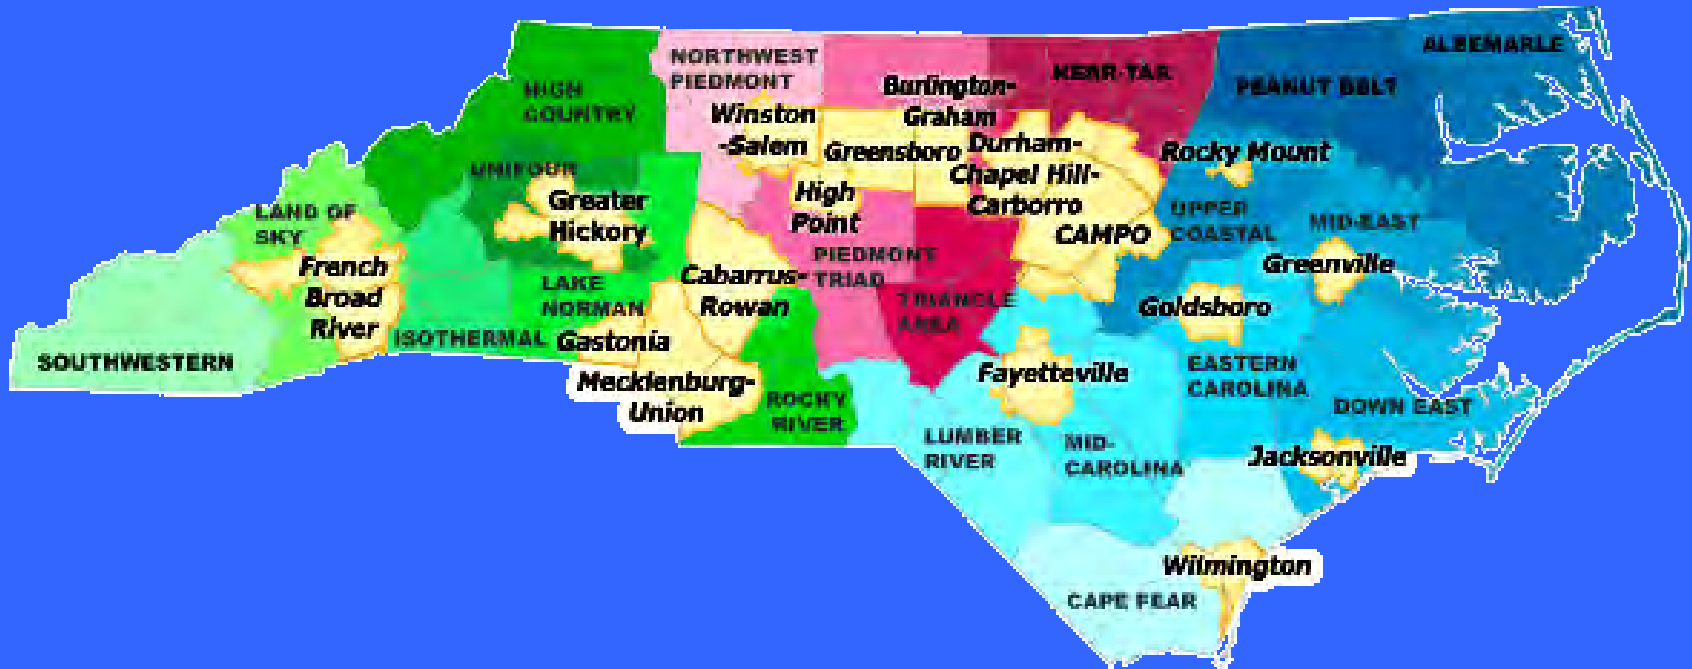 ALBEMARLE
NORTHWEST
PIEDMONT
KERR-TAR
PEANUT BELT
HIGH
COUNTRY
Burlington-
Graham
Winston
-Salem
Greensboro
Durham-
Chapel Hill-
Carborro
Rocky Mount
UNIFOUR
Greater
Hickory
High
Point
LAND OF
SKY
UPPER
COASTAL
MID-EAST
CAMPO
French
Broad
River
PIEDMONT
TRIAD
Cabarrus-
Rowan
Greenville
LAKE
NORMAN
TRIANGLE
AREA
Goldsboro
ISOTHERMAL
Gastonia
SOUTHWESTERN
Fayetteville
EASTERN
CAROLINA
Mecklenburg-
Union
ROCKY
RIVER
DOWN EAST
LUMBER
RIVER
MID-
CAROLINA
Jacksonville
Wilmington
CAPE FEAR